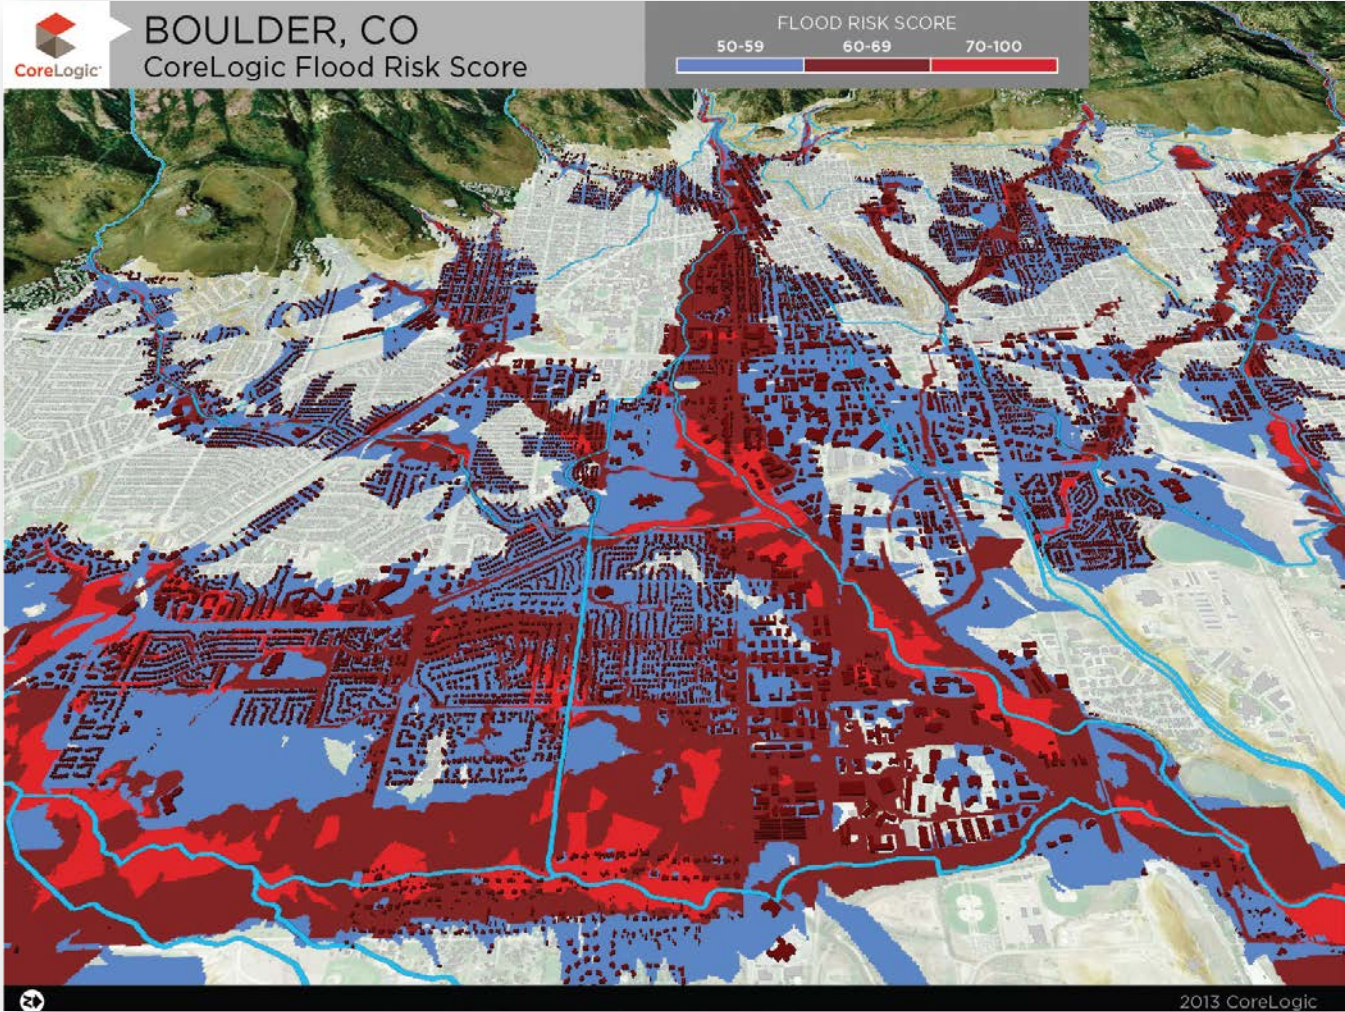 CoreLogic
BOULDER, CO
CoreLogic Flood Risk Score
FLOOD RISK SCORE
50-59 60-69 70-100
Z
2013 CoreLogic